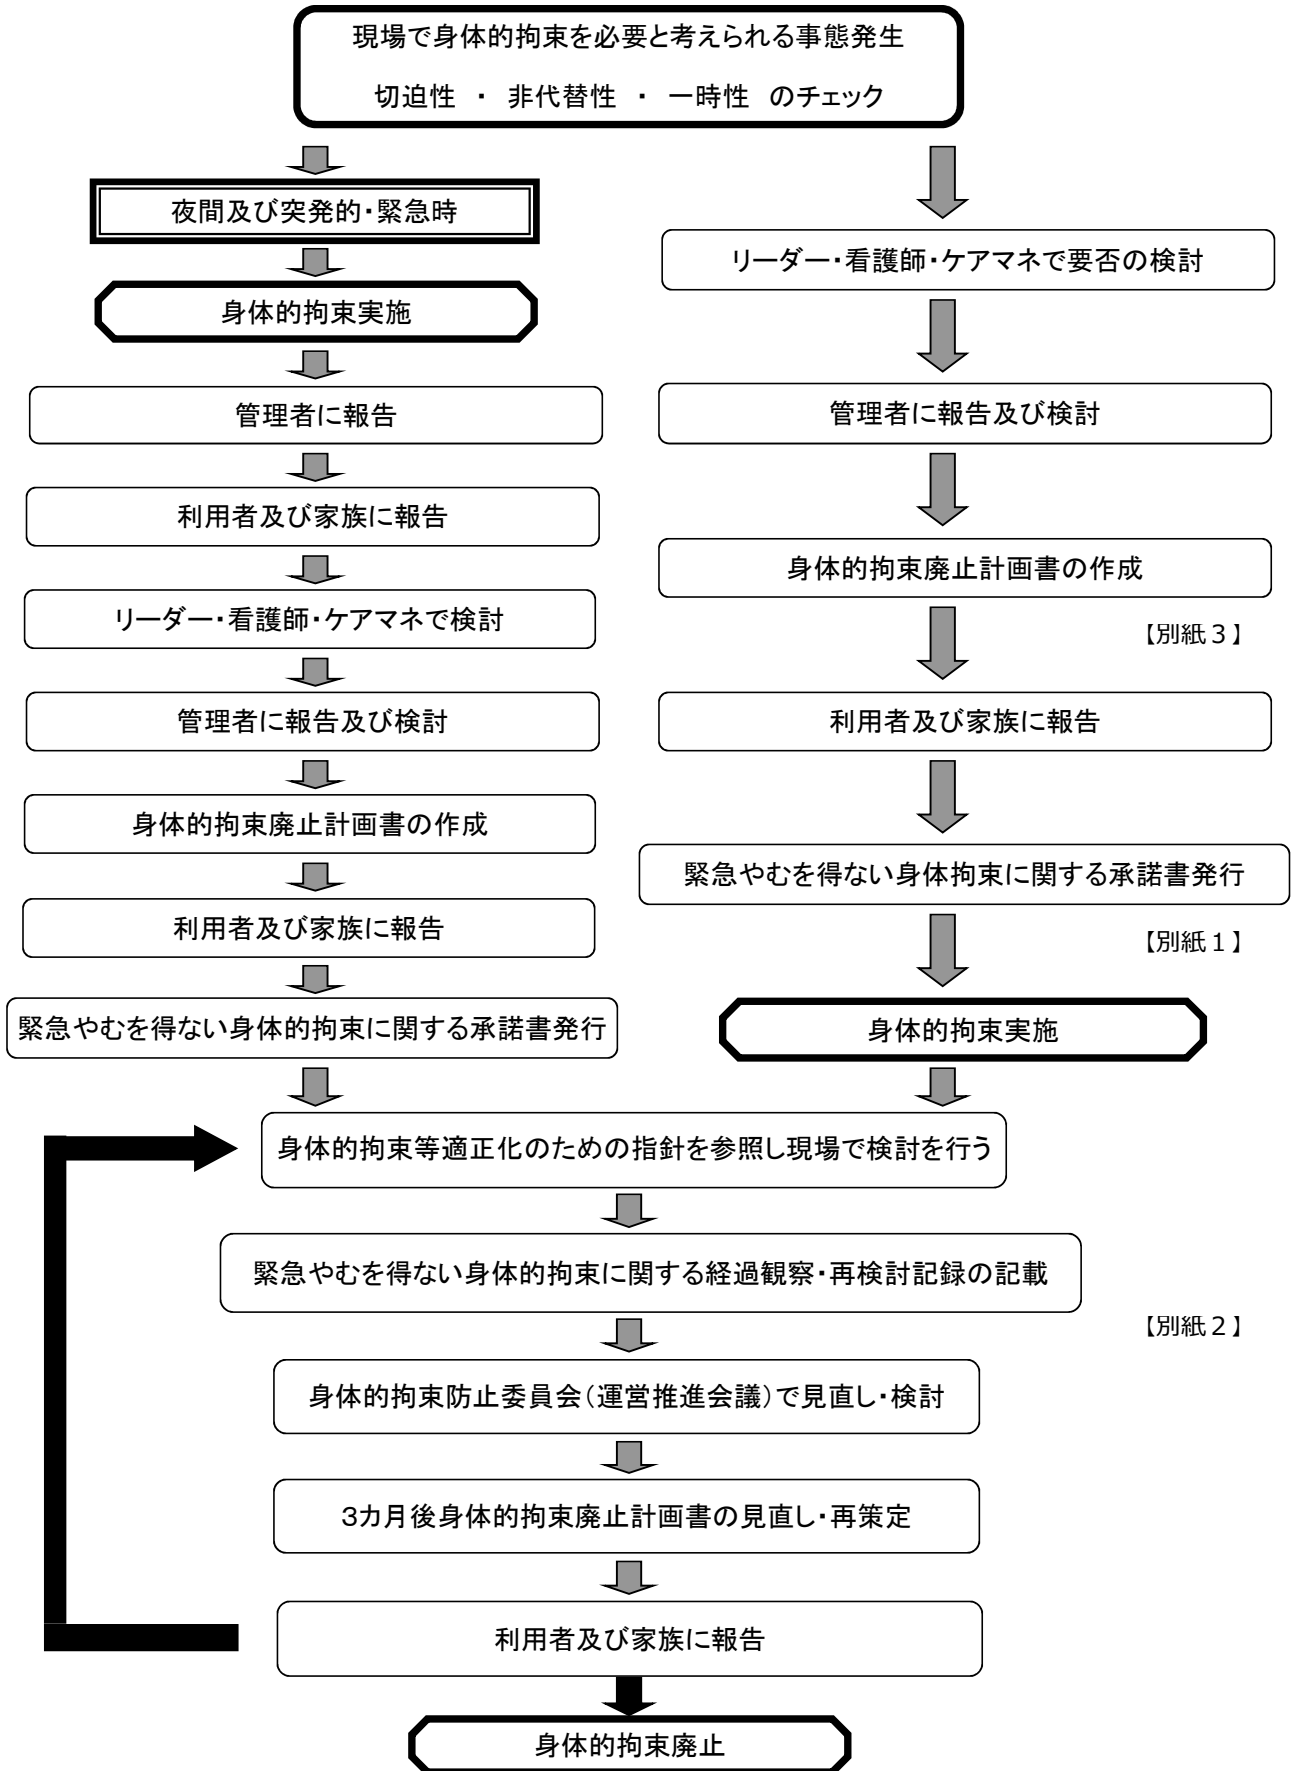 現場で身体的拘束を必要と考えられる事態発生
切迫性 ・ 非代替性 ・ 一時性 のチェック
夜間及び突発的・緊急時
身体的拘束実施
管理者に報告
利用者及び家族に報告
リーダー・看護師・ケアマネで検討
管理者に報告及び検討
身体的拘束廃止計画書の作成
利用者及び家族に報告
緊急やむを得ない身体的拘束に関する承諾書発行
リーダー・看護師・ケアマネで要否の検討
管理者に報告及び検討
身体的拘束廃止計画書の作成
【別紙３】
利用者及び家族に報告
緊急やむを得ない身体拘束に関する承諾書発行
【別紙１】
身体的拘束実施
身体的拘束等適正化のための指針を参照し現場で検討を行う
緊急やむを得ない身体的拘束に関する経過観察・再検討記録の記載
【別紙２】
身体的拘束防止委員会（運営推進会議）で見直し・検討
３カ月後身体的拘束廃止計画書の見直し・再策定
利用者及び家族に報告
身体的拘束廃止